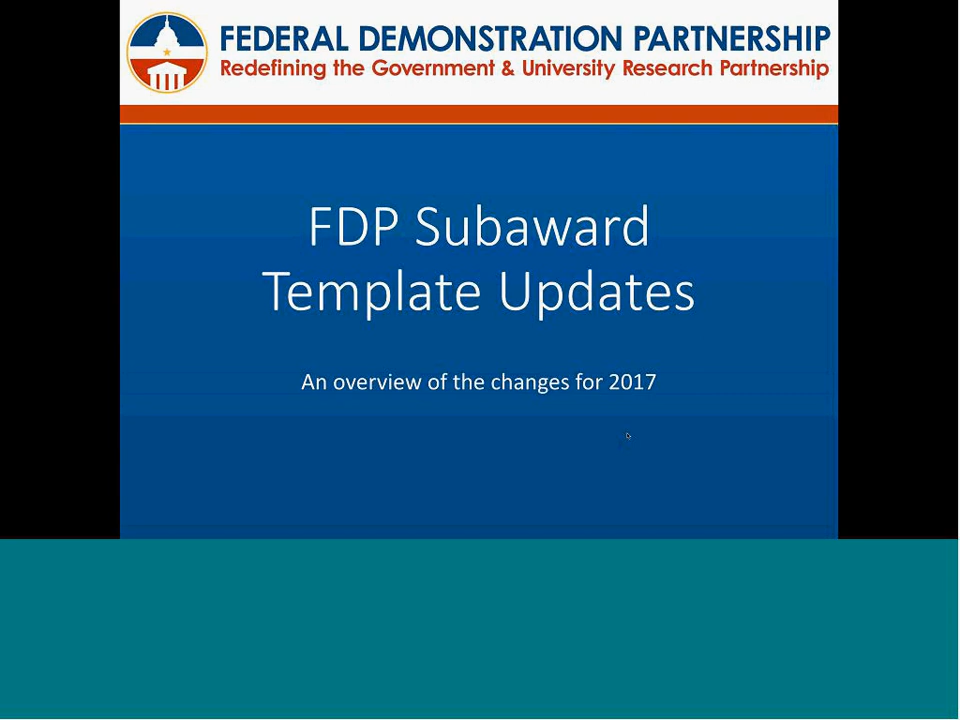 FEDERAL DEMONSTRATION PARTNERSHIP
Redefining the Government & University Research Partnership
FDP Subaward
Template Updates
An overview of the changes for 2017